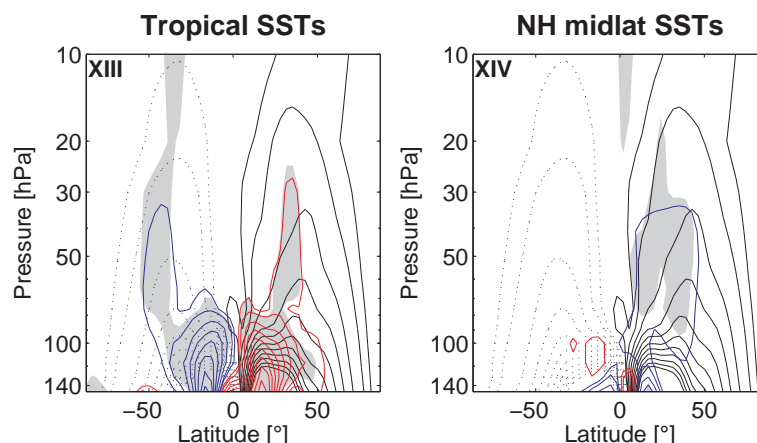 Tropical SSTs
NH midlat SSTs
XIII
XIV
Pressure [hPa]
10
20
30
50
100
140
−50
0
50
Latitude [°]
Pressure [hPa]
10
20
30
50
100
140
−50
0
50
Latitude [°]